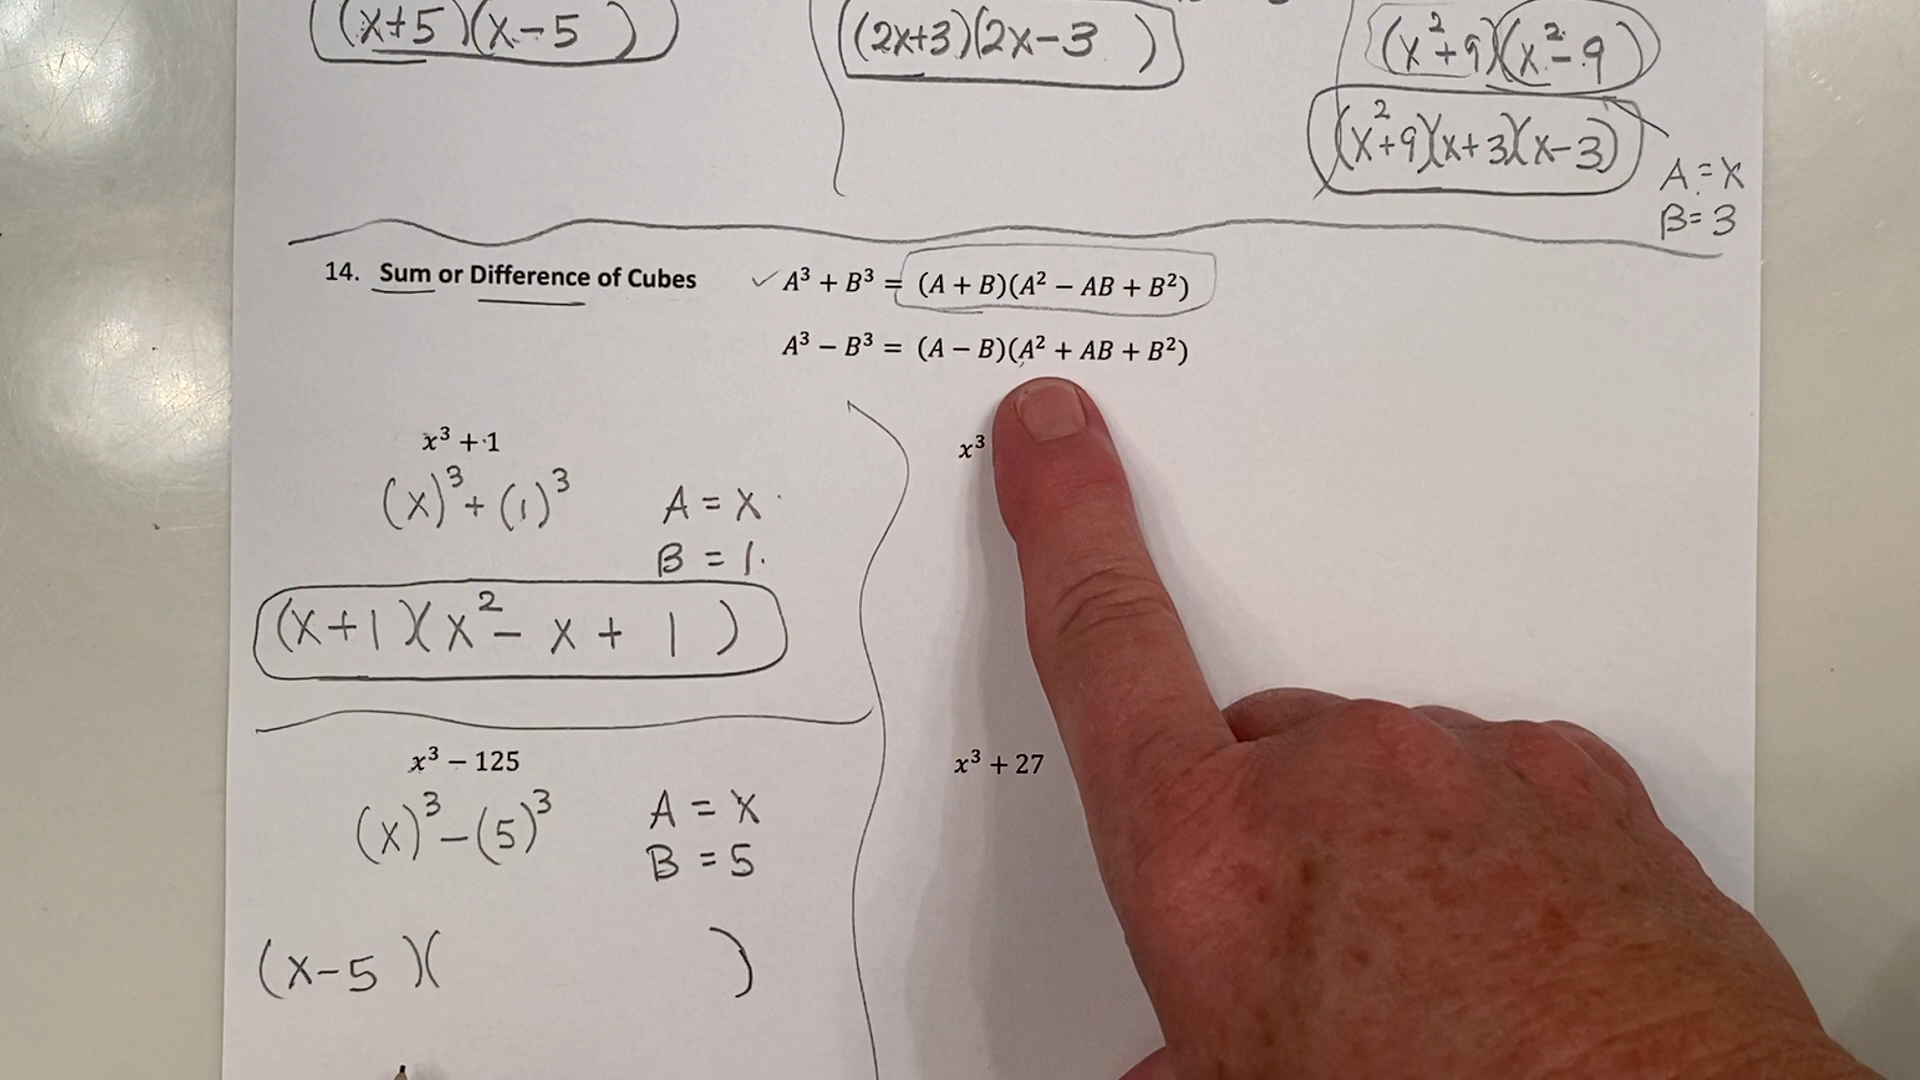 (x+5)(x-5)
(2x+3)(2x-3)
(x²+9)(x²-9)
(x²+9)(x+3)(x-3)
A=x
B=3
14. Sum or Difference of Cubes ✓ A³ + B³ = (A + B)(A² − AB + B²)
A³ − B³ = (A − B)(A² + AB + B²)
x³ + 1
(x)³+(1)³
A = x
B = 1
(x+1)(x²- x + 1)
x³
x³ − 125
(x)³-(5)³
A = x
B = 5
(x-5)( )
x³ + 27